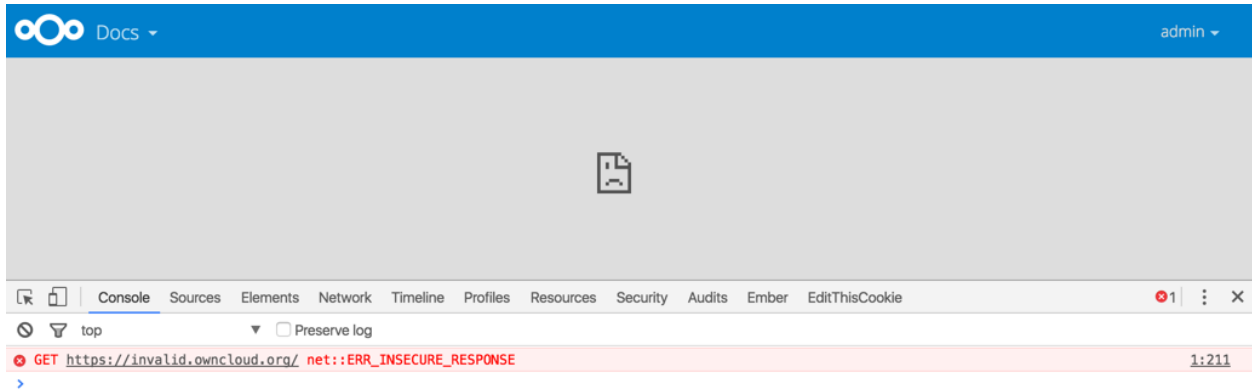 Docs
admin
Console Sources Elements Network Timeline Profiles Resources Security Audits Ember EditThisCookie 1
top Preserve log
GET https://invalid.owncloud.org/ net::ERR_INSECURE_RESPONSE 1:211